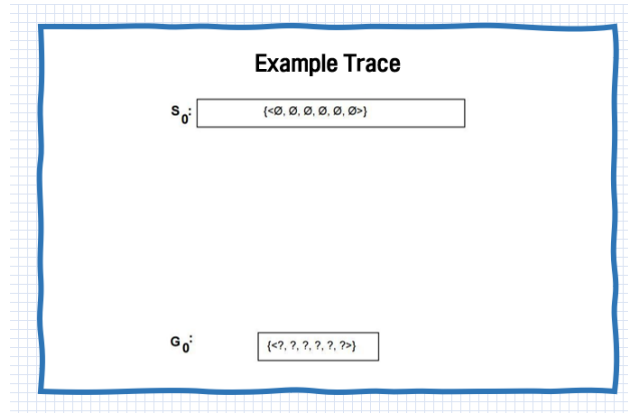 Example Trace
S0: {<Ø, Ø, Ø, Ø, Ø, Ø>}
G0: {<?, ?, ?, ?, ?, ?>}